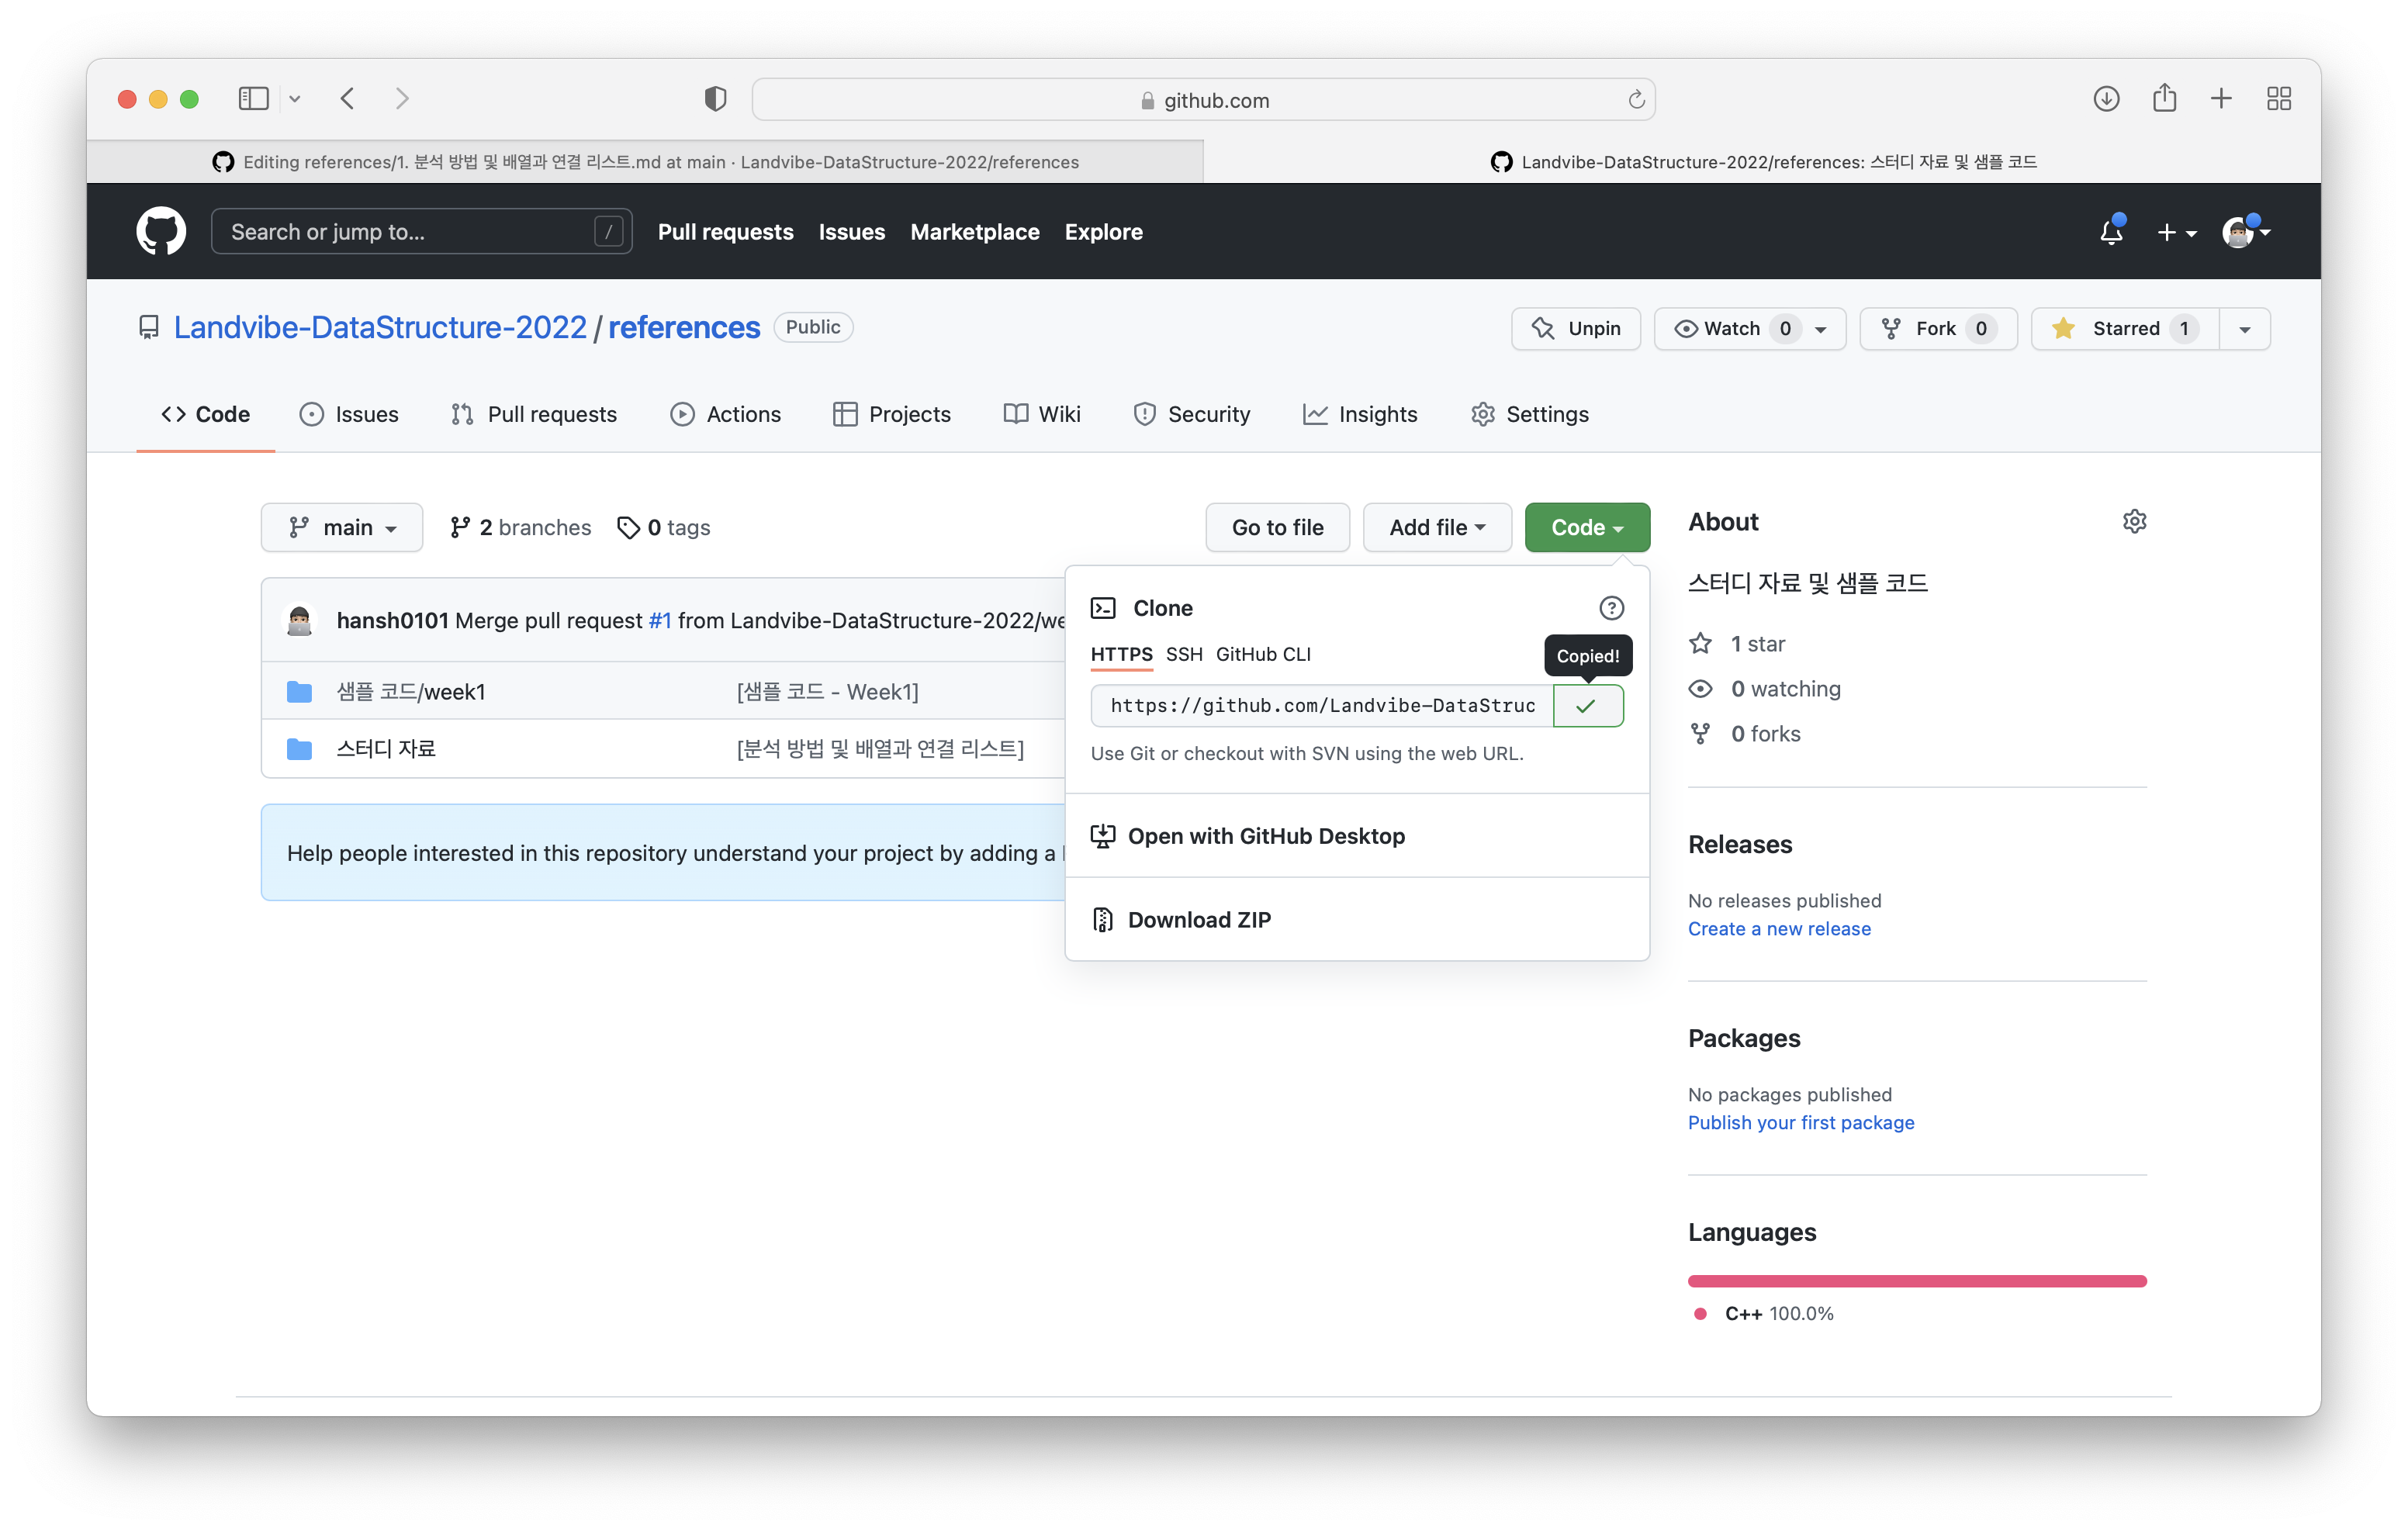 github.com
Editing references/1. 분석 방법 및 배열과 연결 리스트.md at main · Landvibe-DataStructure-2022/references
Landvibe-DataStructure-2022/references: 스터디 자료 및 샘플 코드
Search or jump to...
/
Pull requests
Issues
Marketplace
Explore
Landvibe-DataStructure-2022 / references
Public
Unpin
Watch 0
Fork 0
Starred 1
Code
Issues
Pull requests
Actions
Projects
Wiki
Security
Insights
Settings
main
2 branches
0 tags
Go to file
Add file
Code
hansh0101 Merge pull request #1 from Landvibe-DataStructure-2022/we
샘플 코드/week1
[샘플 코드 - Week1]
스터디 자료
[분석 방법 및 배열과 연결 리스트]
Help people interested in this repository understand your project by adding a
Clone
HTTPS
SSH
GitHub CLI
Copied!
https://github.com/Landvibe-DataStruc
Use Git or checkout with SVN using the web URL.
Open with GitHub Desktop
Download ZIP
About
스터디 자료 및 샘플 코드
1 star
0 watching
0 forks
Releases
No releases published
Create a new release
Packages
No packages published
Publish your first package
Languages
C++ 100.0%